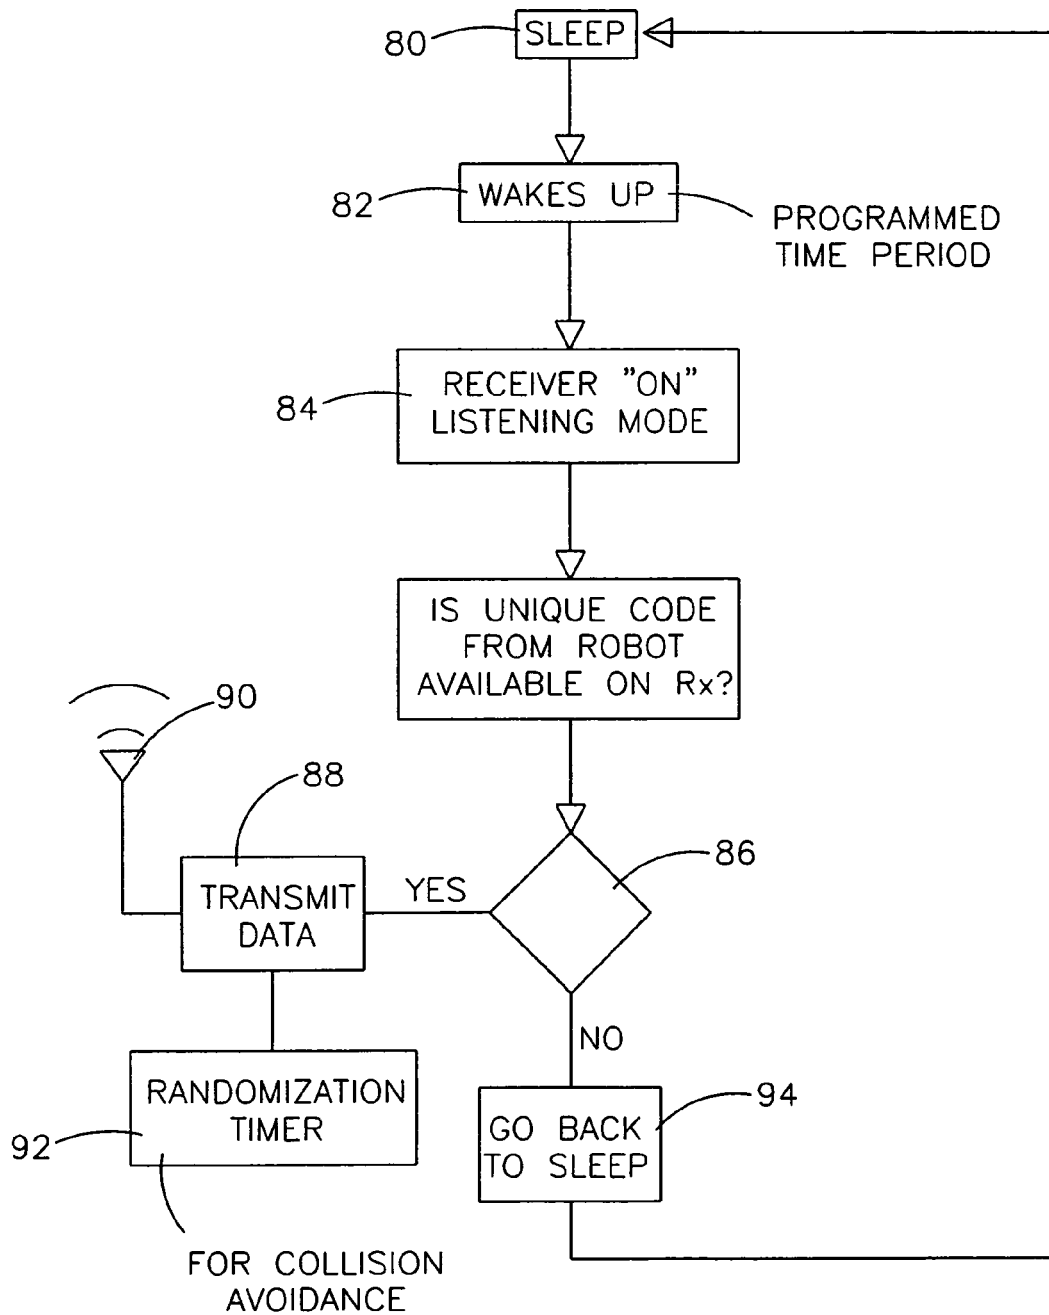 80
SLEEP
82
WAKES UP
PROGRAMMED
TIME PERIOD
84
RECEIVER "ON"
LISTENING MODE
IS UNIQUE CODE
FROM ROBOT
AVAILABLE ON Rx?
90
88
86
YES
TRANSMIT
DATA
NO
94
RANDOMIZATION
TIMER
92
GO BACK
TO SLEEP
FOR COLLISION
AVOIDANCE